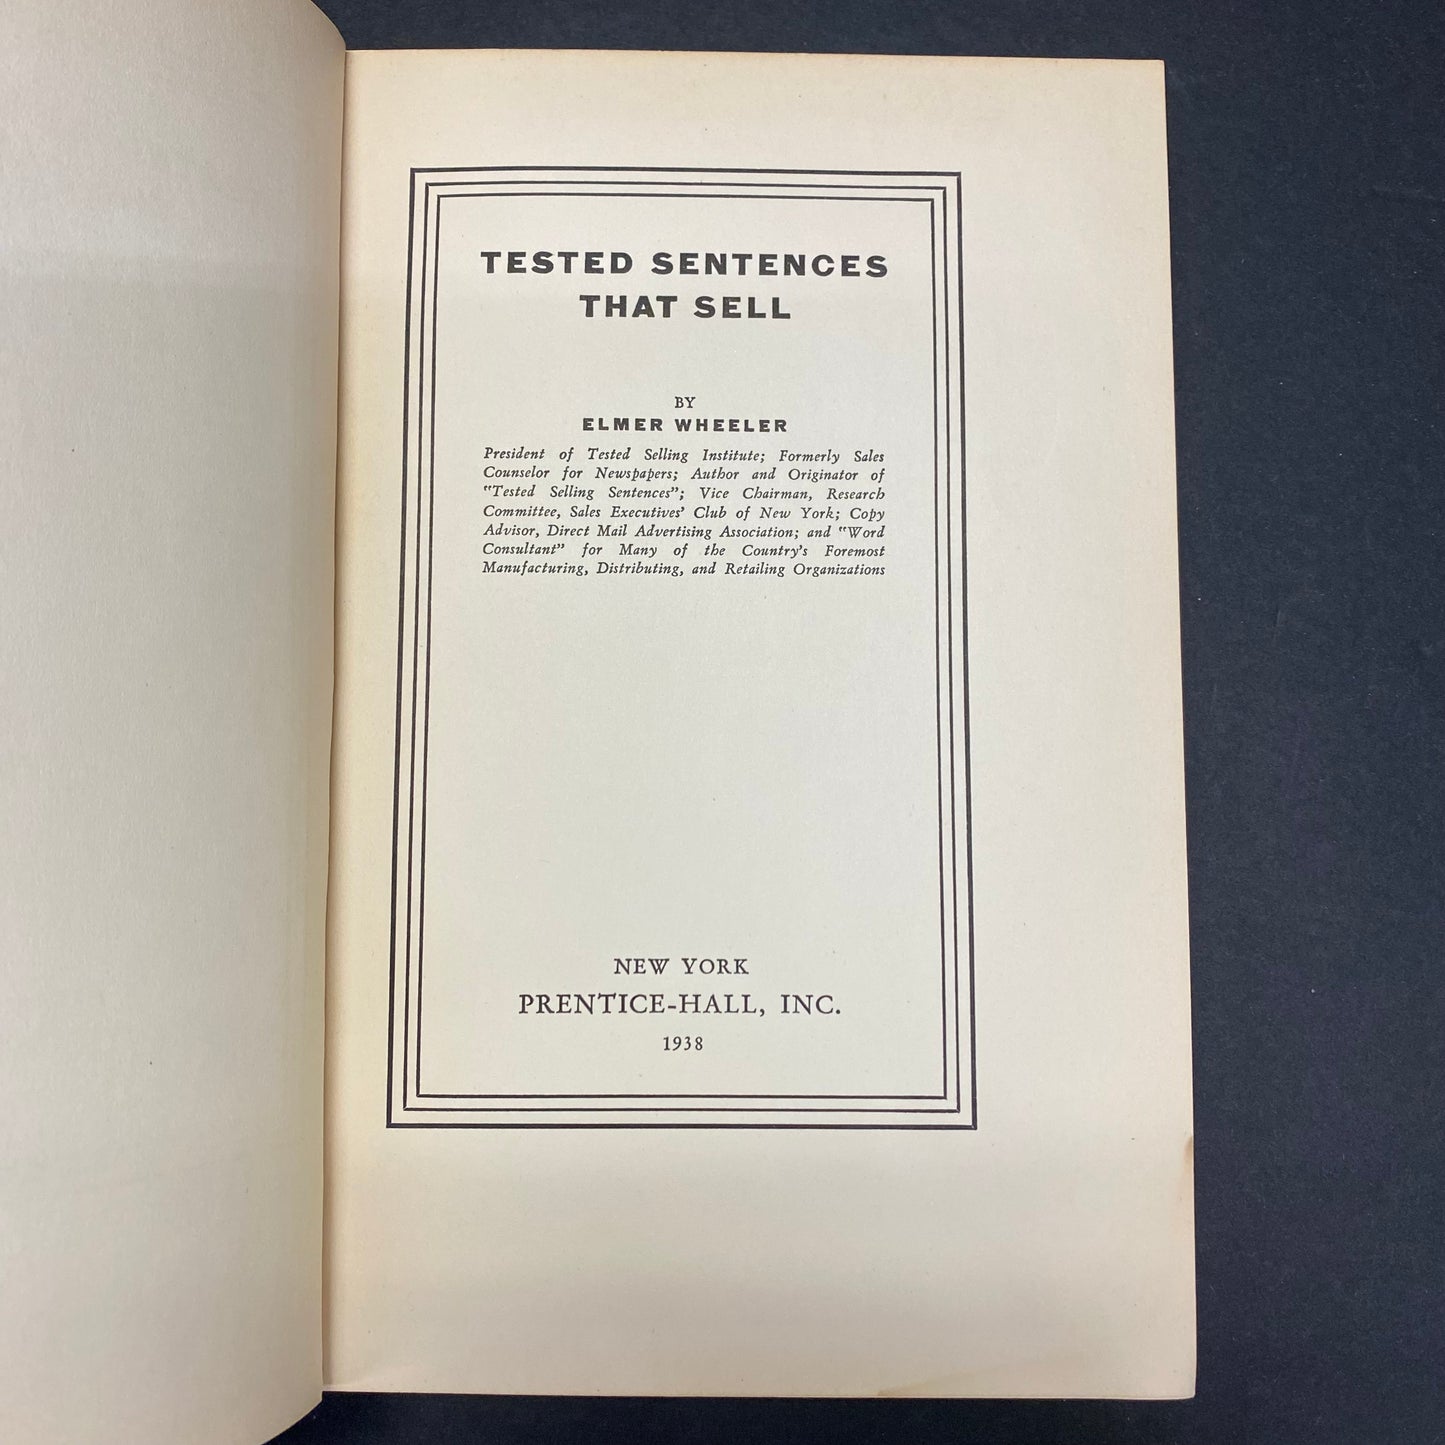 TESTED SENTENCES
THAT SELL
BY
ELMER WHEELER
President of Tested Selling Institute; Formerly Sales
Counselor for Newspapers; Author and Originator of
"Tested Selling Sentences"; Vice Chairman, Research
Committee, Sales Executives' Club of New York; Copy
Advisor, Direct Mail Advertising Association; and "Word
Consultant" for Many of the Country's Foremost
Manufacturing, Distributing, and Retailing Organizations
NEW YORK
PRENTICE-HALL, INC.
1938